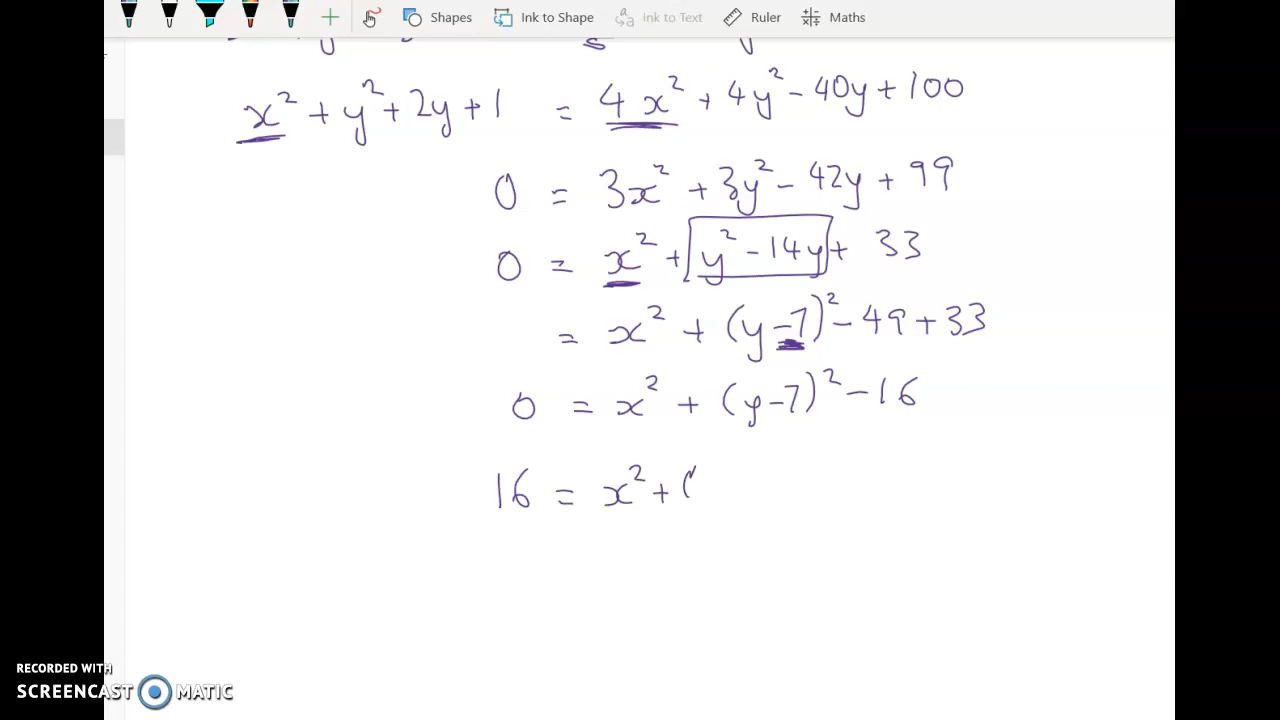 Shapes Ink to Shape Ink to Text Ruler Maths
x² + y² + 2y + 1 = 4x² + 4y² - 40y + 100
0 = 3x² + 3y² - 42y + 99
0 = x² + y² - 14y + 33
= x² + (y - 7)² - 49 + 33
0 = x² + (y - 7)² - 16
16 = x² + (
RECORDED WITH
SCREENCAST MATIC